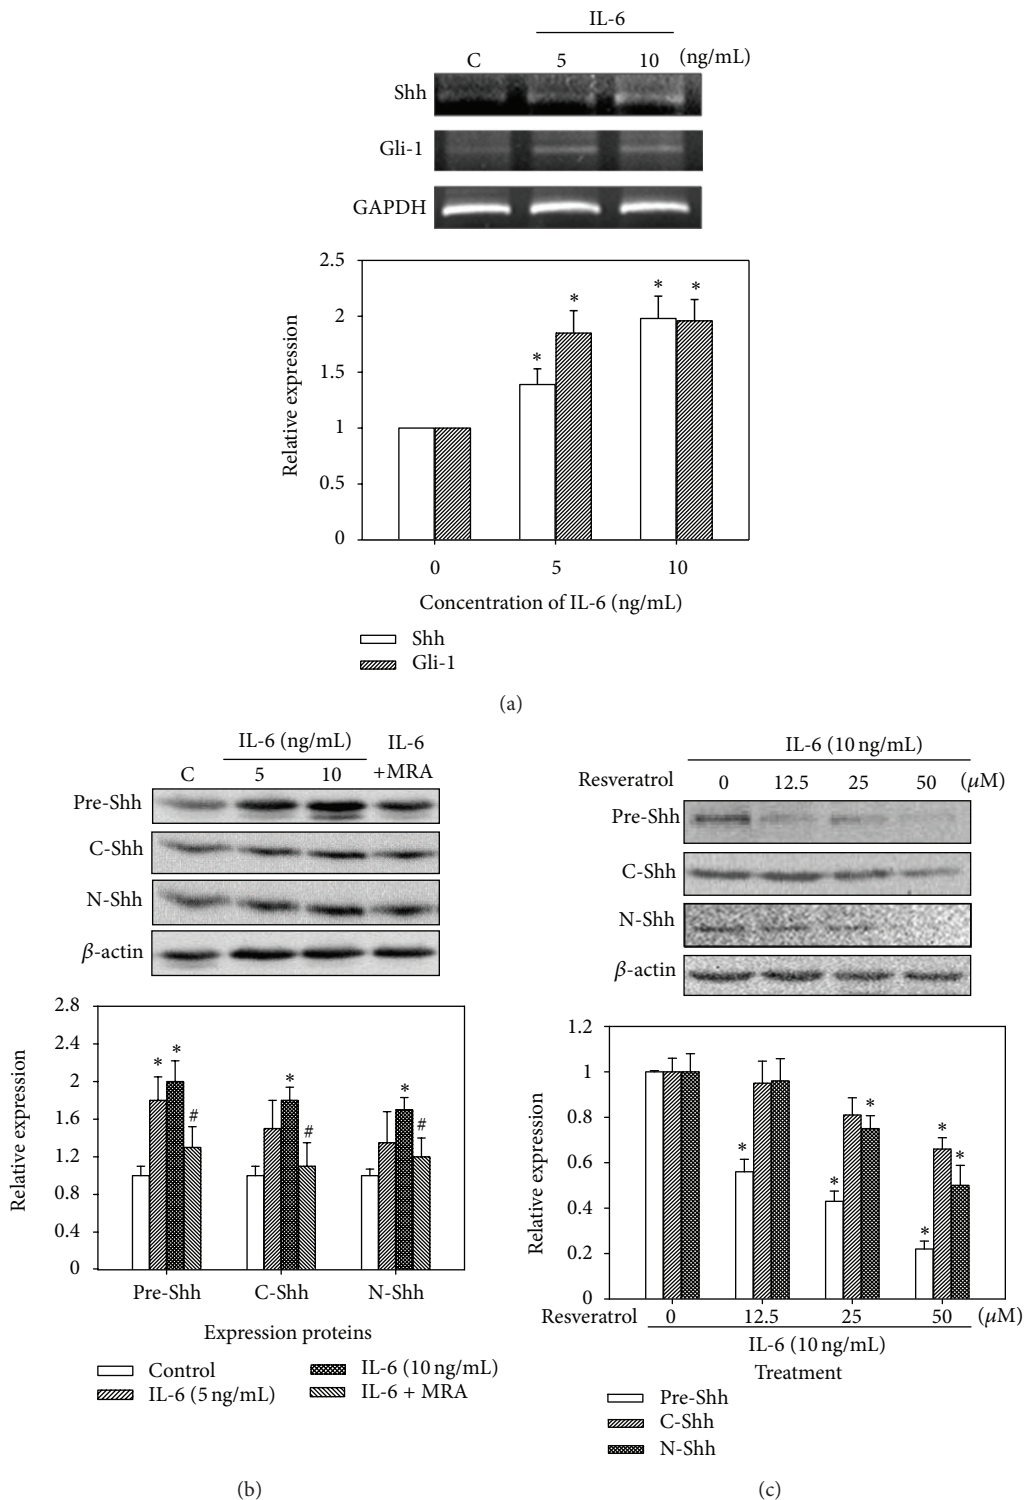 IL-6
C 5 10 (ng/mL)
Shh
Gli-1
GAPDH
2.5
2
1.5
1
0.5
0
Relative expression
* * * *
0 5 10
Concentration of IL-6 (ng/mL)
Shh
Gli-1
(a)
IL-6 (ng/mL) IL-6
C 5 10 +MRA
Pre-Shh
C-Shh
N-Shh
β-actin
2.8
2.4
2
1.6
1.2
0.8
0.4
0
Relative expression
* * # * # * #
Pre-Shh C-Shh N-Shh
Expression proteins
Control
IL-6 (5 ng/mL)
IL-6 (10 ng/mL)
IL-6 + MRA
(b)
IL-6 (10 ng/mL)
Resveratrol 0 12.5 25 50 (μM)
Pre-Shh
C-Shh
N-Shh
β-actin
1.2
1
0.8
0.6
0.4
0.2
0
Relative expression
* * * * * *
Resveratrol 0 12.5 25 50 (μM)
IL-6 (10 ng/mL)
Treatment
Pre-Shh
C-Shh
N-Shh
(c)